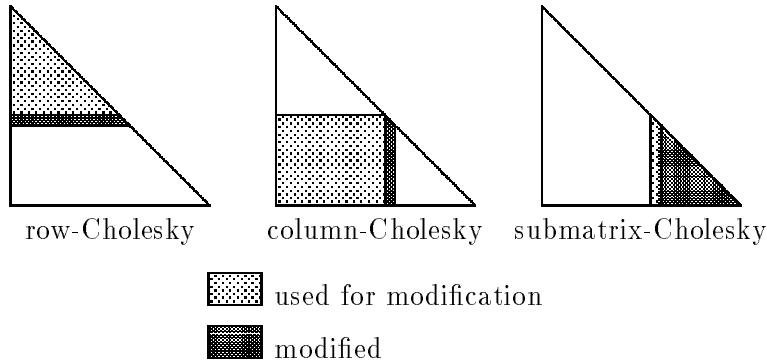 row-Cholesky column-Cholesky submatrix-Cholesky
used for modification
modified